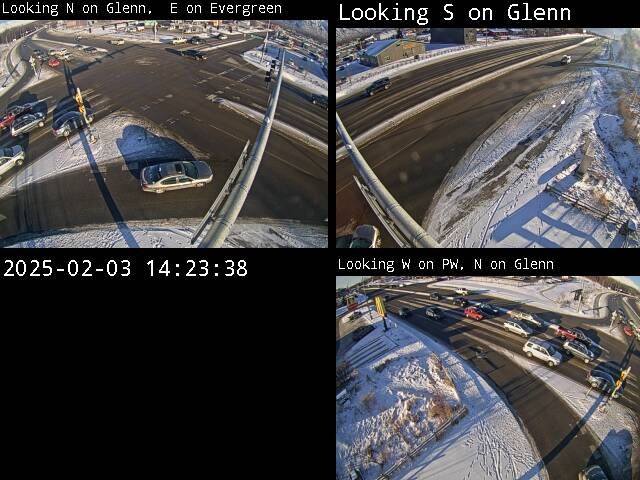 Looking N on Glenn, E on Evergreen
Looking S on Glenn
2025-02-03 14:23:38
Looking W on PW, N on Glenn